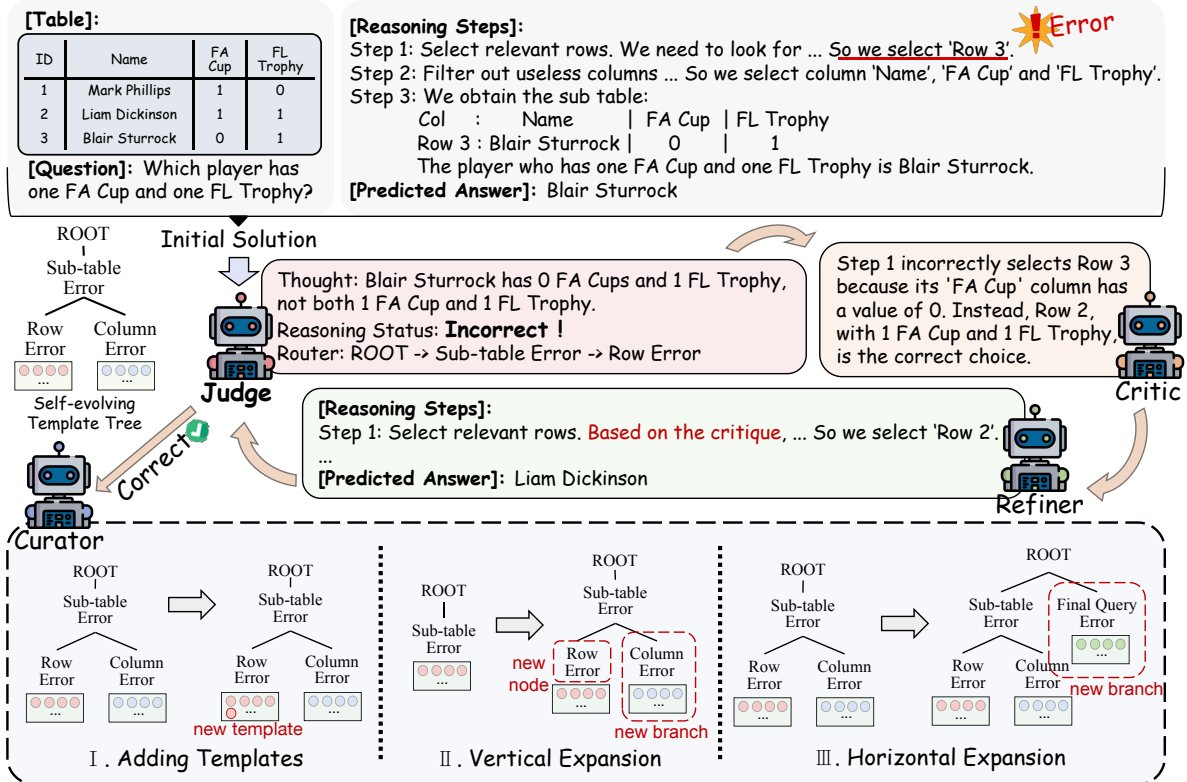 [Table]:
ID Name FA Cup FL Trophy
1 Mark Phillips 1 0
2 Liam Dickinson 1 1
3 Blair Sturrock 0 1
[Question]: Which player has
one FA Cup and one FL Trophy?
[Reasoning Steps]:
Error
Step 1: Select relevant rows. We need to look for ... So we select 'Row 3'.
Step 2: Filter out useless columns ... So we select column 'Name', 'FA Cup' and 'FL Trophy'.
Step 3: We obtain the sub table:
Col : Name | FA Cup | FL Trophy
Row 3 : Blair Sturrock | 0 | 1
The player who has one FA Cup and one FL Trophy is Blair Sturrock.
[Predicted Answer]: Blair Sturrock
Initial Solution
ROOT
Sub-table
Error
Row
Error
Column
Error
...
...
Self-evolving
Template Tree
Thought: Blair Sturrock has 0 FA Cups and 1 FL Trophy,
not both 1 FA Cup and 1 FL Trophy.
Reasoning Status: Incorrect !
Router: ROOT -> Sub-table Error -> Row Error
Judge
Step 1 incorrectly selects Row 3
because its 'FA Cup' column has
a value of 0. Instead, Row 2,
with 1 FA Cup and 1 FL Trophy,
is the correct choice.
Critic
[Reasoning Steps]:
Step 1: Select relevant rows. Based on the critique, ... So we select 'Row 2'.
...
[Predicted Answer]: Liam Dickinson
Refiner
Correct
Curator
ROOT
Sub-table
Error
Row
Error
Column
Error
...
...
ROOT
Sub-table
Error
Row
Error
Column
Error
...
...
new template
Ⅰ. Adding Templates
ROOT
Sub-table
Error
...
ROOT
Sub-table
Error
new
node
Row
Error
Column
Error
...
...
new branch
Ⅱ. Vertical Expansion
ROOT
Sub-table
Error
Row
Error
Column
Error
...
...
ROOT
Sub-table
Error
Final Query
Error
...
Row
Error
Column
Error
...
...
new branch
Ⅲ. Horizontal Expansion